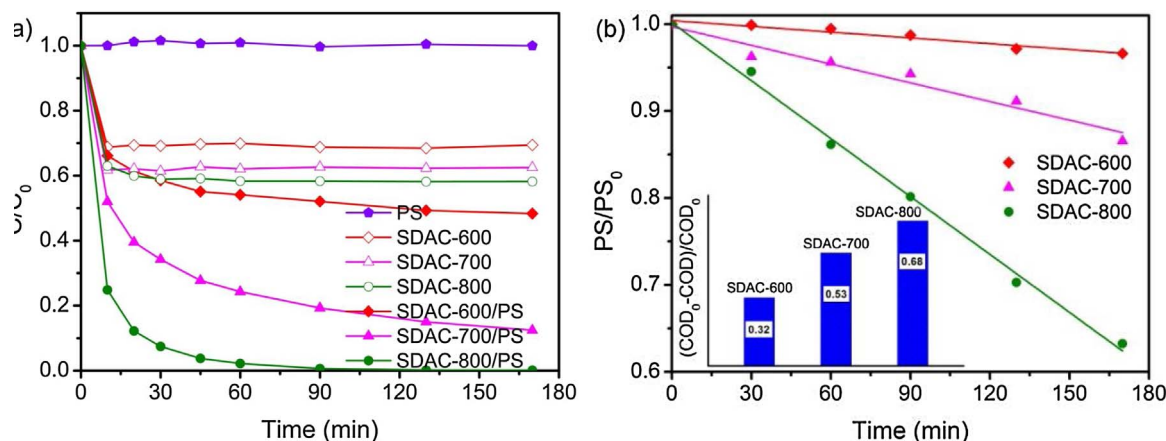 a)
1.0
0.8
0.6
0.4
0.2
0.0
C/C0
PS
SDAC-600
SDAC-700
SDAC-800
SDAC-600/PS
SDAC-700/PS
SDAC-800/PS
0 30 60 90 120 150 180
Time (min)
(b)
1.0
0.9
0.8
0.7
0.6
PS/PS0
SDAC-600
SDAC-700
SDAC-800
(COD0-COD)/COD0
SDAC-600
SDAC-700
SDAC-800
0.32
0.53
0.68
0 30 60 90 120 150 180
Time (min)